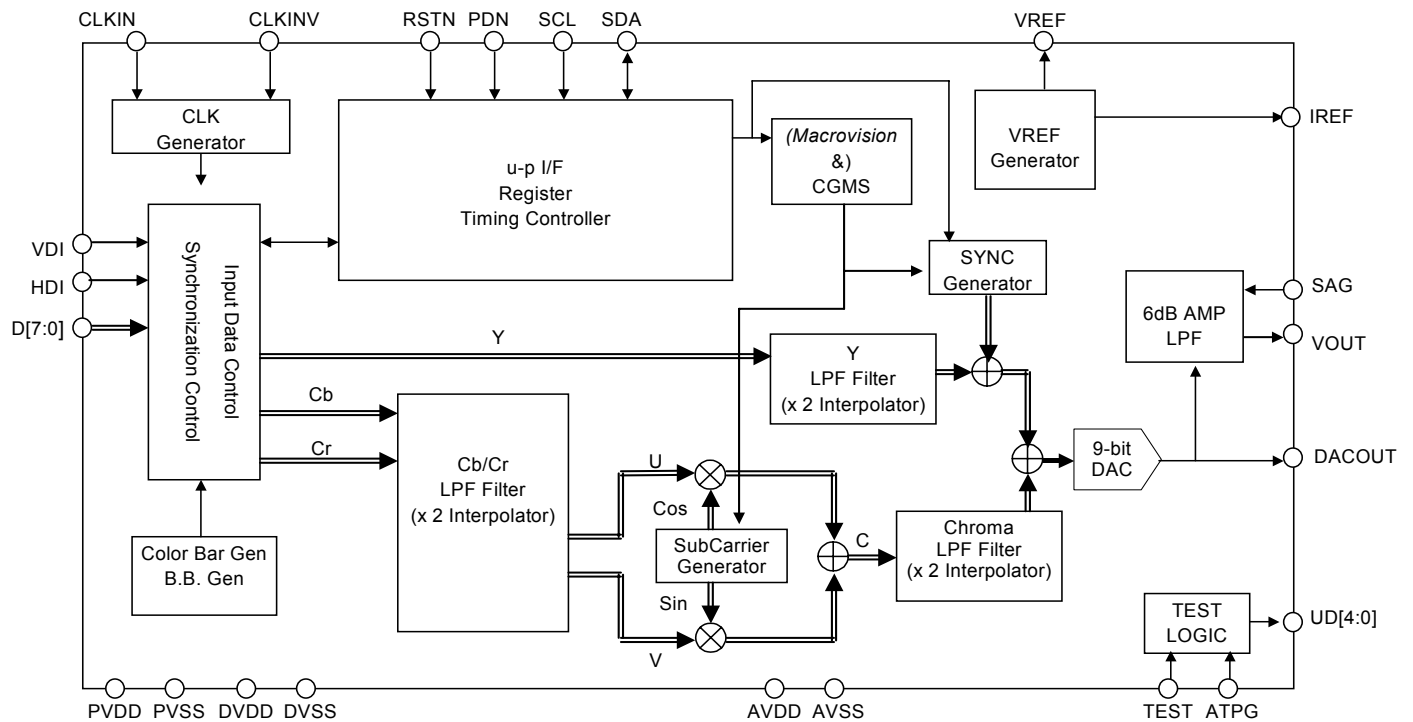 CLKIN CLKINV RSTN PDN SCL SDA VREF
CLK
Generator
u-p I/F
Register
Timing Controller
(Macrovision
&)
CGMS
VREF
Generator
IREF
VDI
HDI
D[7:0]
Input Data Control
Synchronization Control
SYNC
Generator
6dB AMP
LPF
SAG
VOUT
Y
Y
LPF Filter
(x 2 Interpolator)
Cb
Cr
Cb/Cr
LPF Filter
(x 2 Interpolator)
U
Cos
SubCarrier
Generator
Sin
V
C
Chroma
LPF Filter
(x 2 Interpolator)
9-bit
DAC
DACOUT
Color Bar Gen
B.B. Gen
TEST
LOGIC
UD[4:0]
PVDD PVSS DVDD DVSS AVDD AVSS TEST ATPG